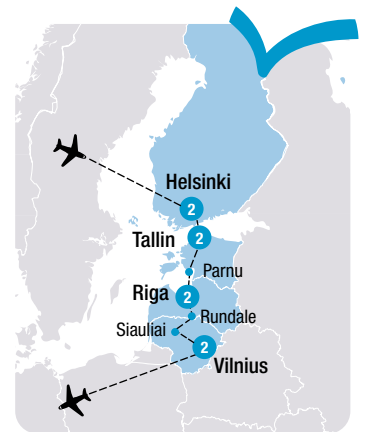 Helsinki
2
Tallin
2
Parnu
Riga
2
Rundale
Siauliai
2
Vilnius